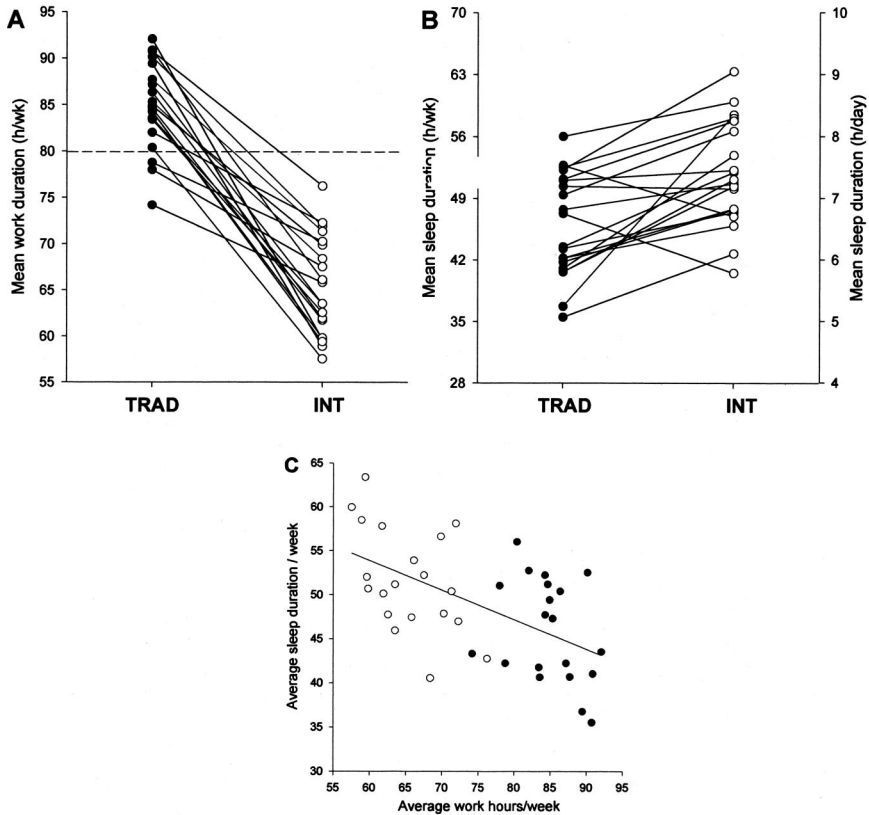 A
Mean work duration (h/wk)
95
90
85
80
75
70
65
60
55
TRAD INT
B
Mean sleep duration (h/wk)
70
63
56
49
42
35
28
TRAD INT
10
9
8
7
6
5
4
Mean sleep duration (h/day)
C
Average sleep duration / week
65
60
55
50
45
40
35
30
55 60 65 70 75 80 85 90 95
Average work hours/week